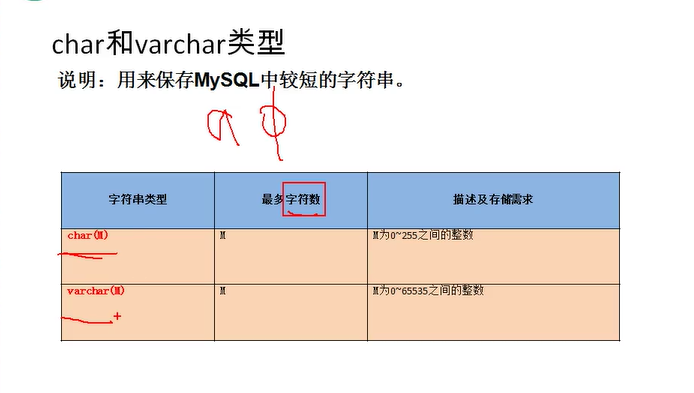 char和varchar类型
说明：用来保存MySQL中较短的字符串。
a 中
字符串类型 最多字符数 描述及存储需求
char(M) M M为0~255之间的整数
varchar(M) M M为0~65535之间的整数